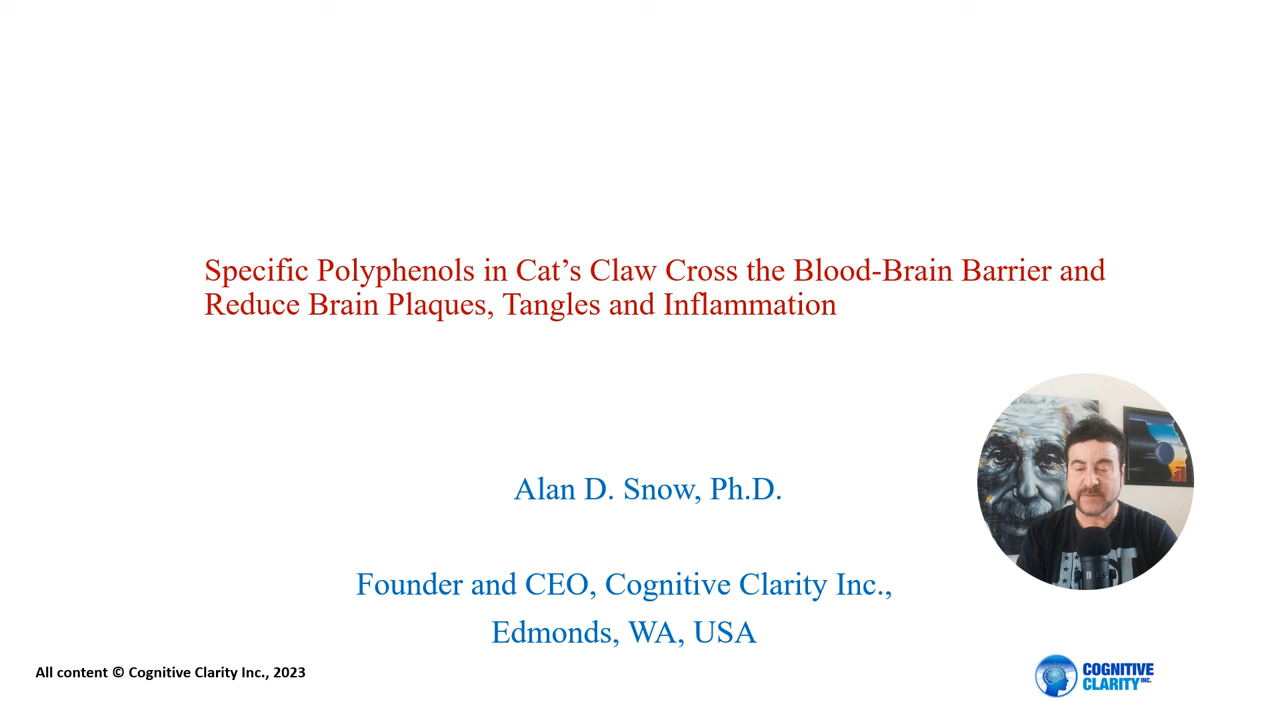 Specific Polyphenols in Cat’s Claw Cross the Blood-Brain Barrier and
Reduce Brain Plaques, Tangles and Inflammation
Alan D. Snow, Ph.D.
Founder and CEO, Cognitive Clarity Inc.,
Edmonds, WA, USA
All content © Cognitive Clarity Inc., 2023
COGNITIVE
CLARITY INC.